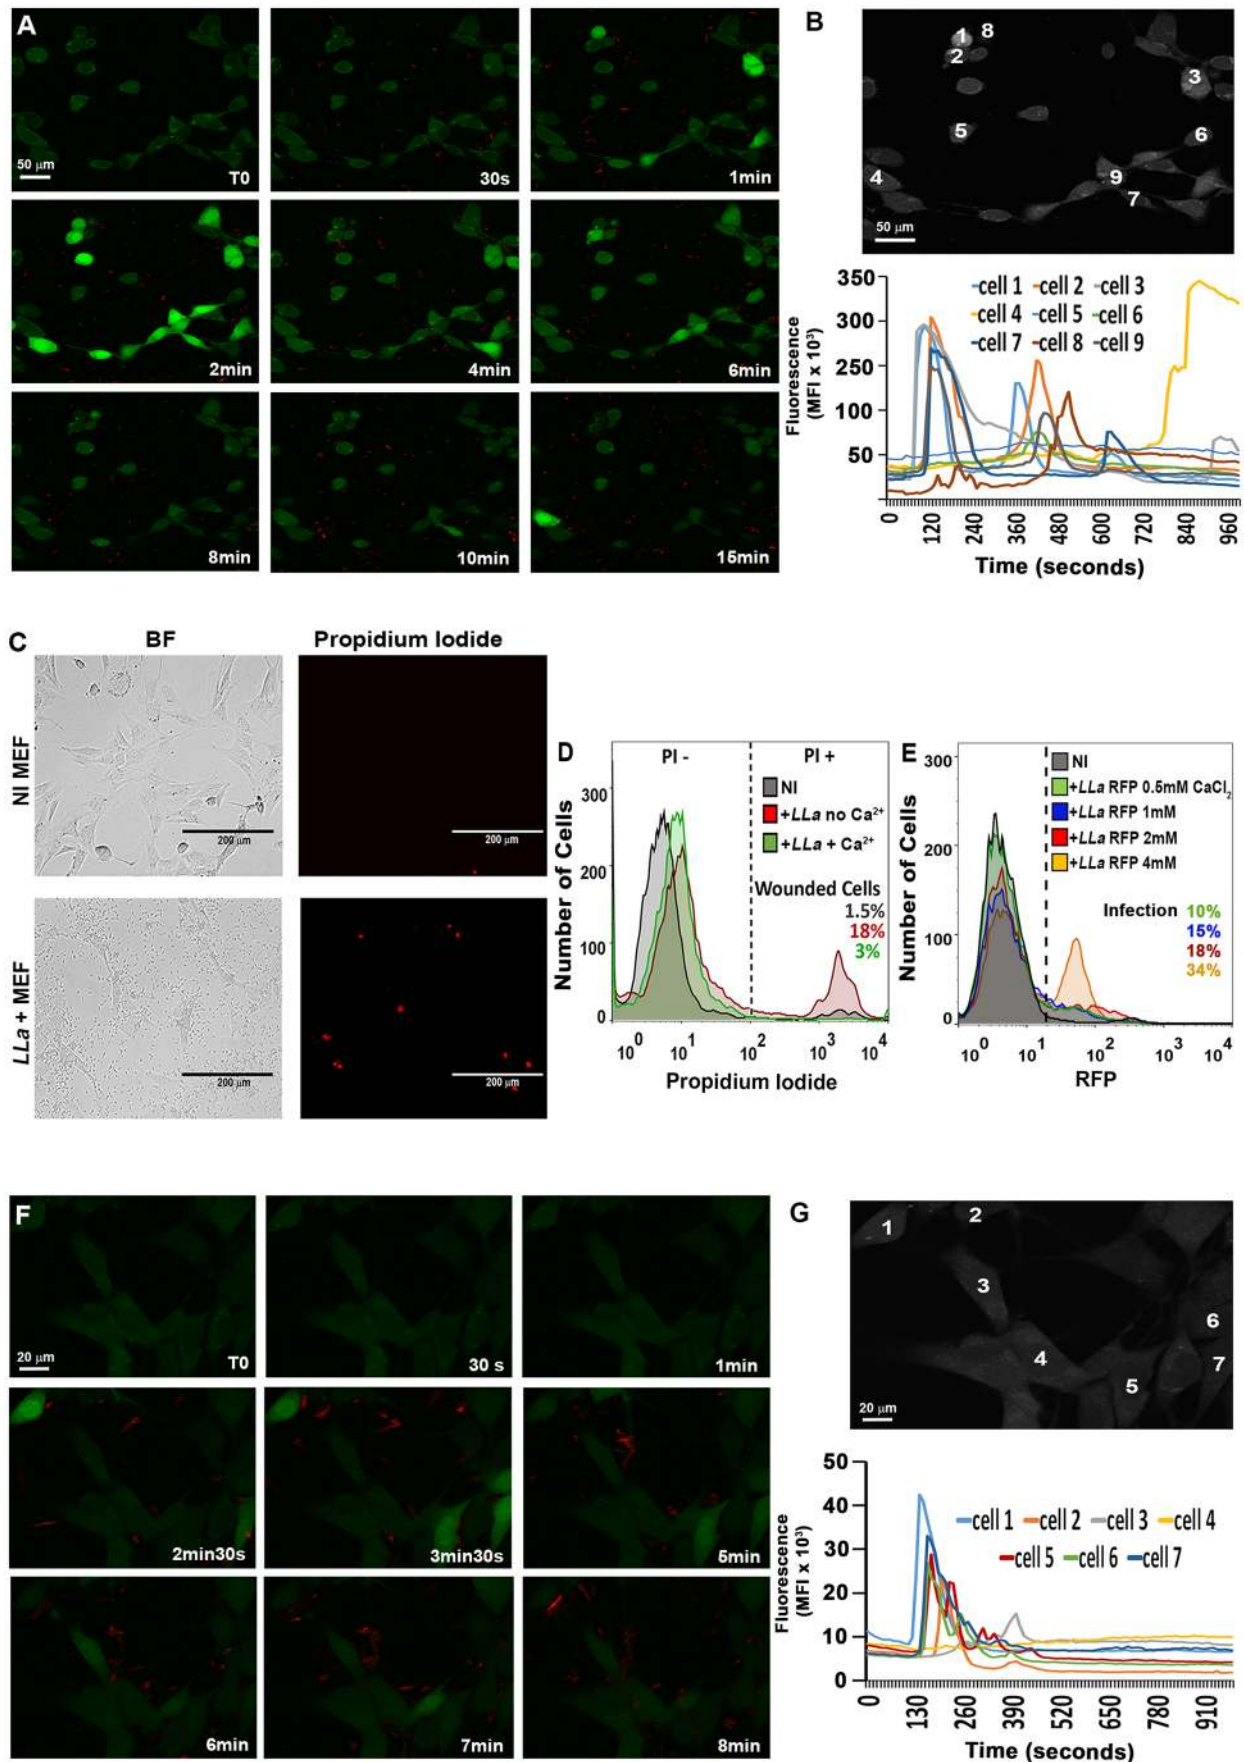 A
T0
50 µm
30s
1min
2min
4min
6min
8min
10min
15min
B
1
8
2
3
5
6
4
9
7
50 µm
cell 1 cell 2 cell 3
cell 4 cell 5 cell 6
cell 7 cell 8 cell 9
Fluorescence
(MFI x 10³)
350
300
250
100
50
0 120 240 360 480 600 720 840 960
Time (seconds)
C
BF
Propidium Iodide
NI MEF
200 µm
200 µm
LLa + MEF
200 µm
200 µm
D
PI -
PI +
NI
+LLa no Ca²⁺
+LLa + Ca²⁺
Wounded Cells
1.5%
18%
3%
Number of Cells
300
200
100
0
10⁰ 10¹ 10² 10³ 10⁴
Propidium Iodide
E
NI
+LLa RFP 0.5mM CaCl₂
+LLa RFP 1mM
+LLa RFP 2mM
+LLa RFP 4mM
Infection 10%
15%
18%
34%
Number of Cells
300
200
100
0
10⁰ 10¹ 10² 10³ 10⁴
RFP
F
T0
20 µm
30 s
1min
2min30s
3min30s
5min
6min
7min
8min
G
1
2
3
6
4
7
5
20 µm
cell 1 cell 2 cell 3 cell 4
cell 5 cell 6 cell 7
Fluorescence
(MFI x 10³)
50
40
30
20
10
0
0 130 260 390 520 650 780 910
Time (seconds)